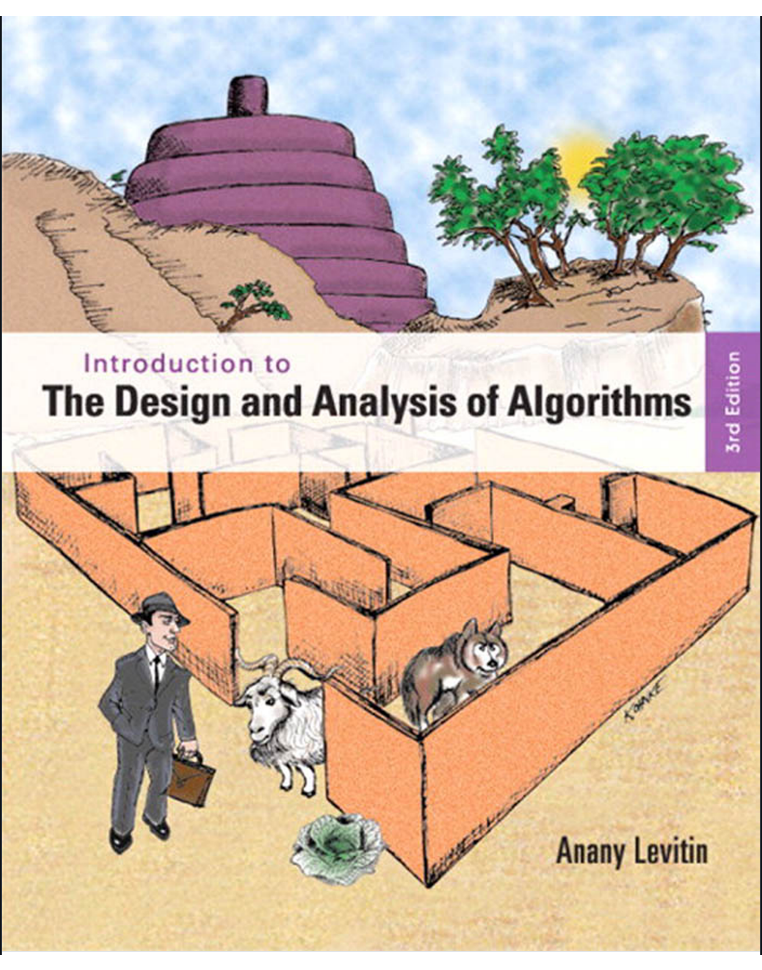 Introduction to
The Design and Analysis of Algorithms
3rd Edition
Anany Levitin